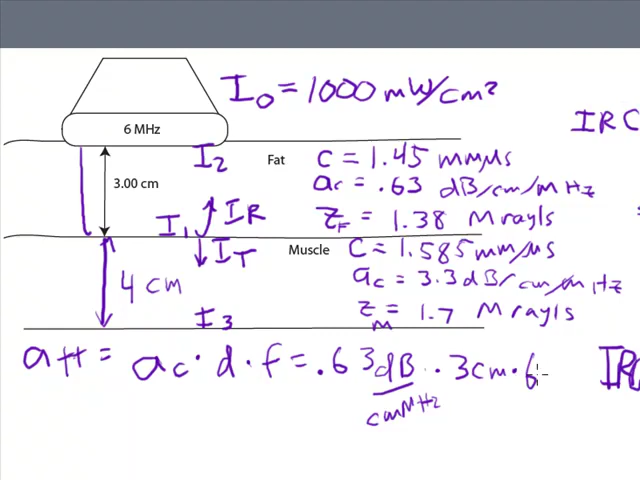 I₀ = 1000 mW/cm²
6 MHz
IRC
I₂ Fat c = 1.45 mm/µs
3.00 cm ac = .63 dB/cm/MHz
I₁ IR zF = 1.38 Mrayls
IT Muscle c = 1.585 mm/µs
4 cm ac = 3.3 dB/cm/MHz
I₃ zM = 1.7 Mrayls
att = ac · d · f = .63 dB · 3cm · 6 IRC
cmMHz